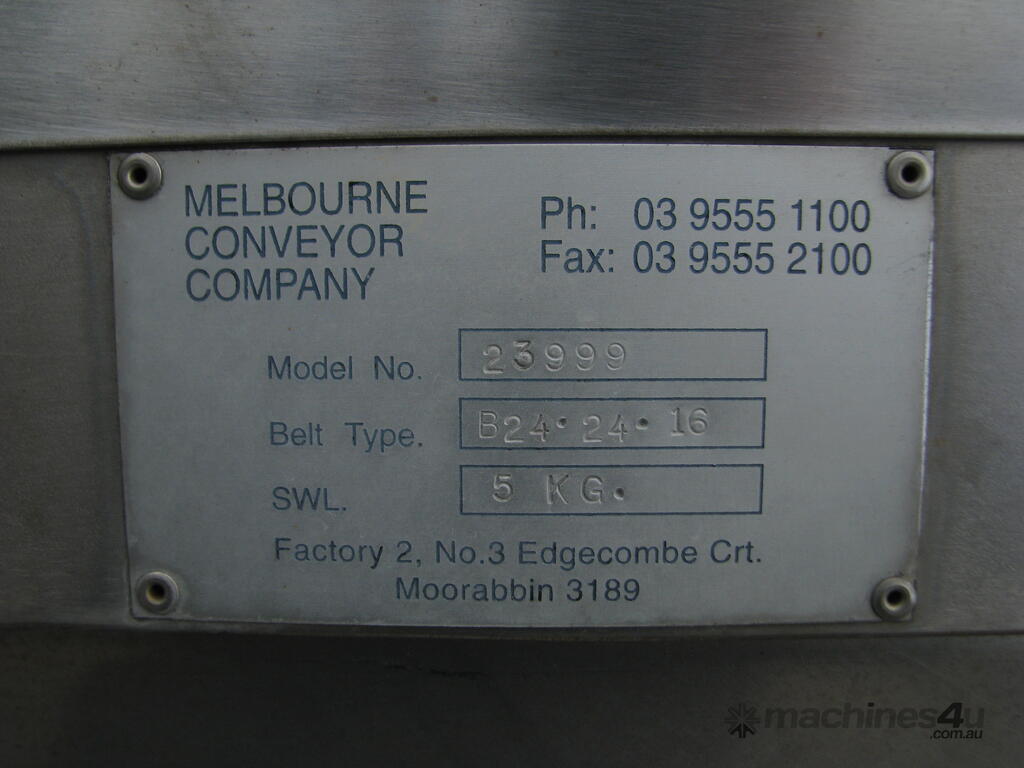 MELBOURNE
CONVEYOR
COMPANY
Ph: 03 9555 1100
Fax: 03 9555 2100
Model No. 23999
Belt Type. B24·24·16
SWL. 5 KG.
Factory 2, No.3 Edgecombe Crt.
Moorabbin 3189
machines4u
.com.au